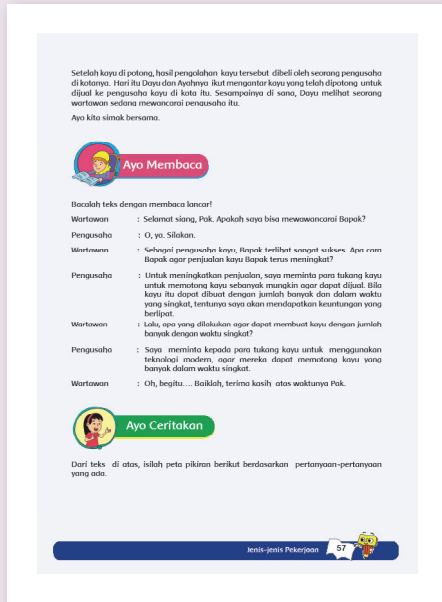 Setelah kayu di potong, hasil pengolahan kayu tersebut dibeli oleh seorang pengusaha
di kotanya. Hari itu Dayu dan Ayahnya ikut mengantar kayu yang telah dipotong untuk
dijual ke pengusaha kayu di kota itu. Sesampainya di sana, Dayu melihat seorang
wartawan sedang mewancarai pengusaha itu.
Ayo kita simak bersama.
Ayo Membaca
Bacalah teks dengan membaca lancar!
Wartawan : Selamat siang, Pak. Apakah saya bisa mewawancarai Bapak?
Pengusaha : O, ya. Silakan.
Wartawan : Sebagai pengusaha kayu, Bapak terlihat sangat sukses. Apa cara
Bapak agar penjualan kayu Bapak terus meningkat?
Pengusaha : Untuk meningkatkan penjualan, saya meminta para tukang kayu
untuk memotong kayu sebanyak mungkin agar dapat dijual. Bila
kayu itu dapat dibuat dengan jumlah banyak dan dalam waktu
yang singkat, tentunya saya akan mendapatkan keuntungan yang
berlipat.
Wartawan : Lalu, apa yang dilakukan agar dapat membuat kayu dengan jumlah
banyak dengan waktu singkat?
Pengusaha : Saya meminta kepada para tukang kayu untuk menggunakan
teknologi modern, agar mereka dapat memotong kayu yang
banyak dalam waktu singkat.
Wartawan : Oh, begitu.... Baiklah, terima kasih atas waktunya Pak.
Ayo Ceritakan
Dari teks di atas, isilah peta pikiran berikut berdasarkan pertanyaan-pertanyaan
yang ada.
Jenis-jenis Pekerjaan 57